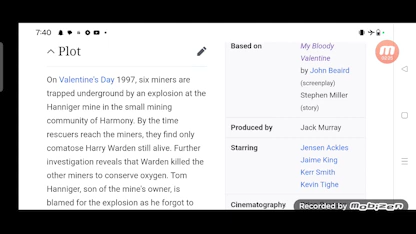 7:40
Plot
On Valentine's Day 1997, six miners are
trapped underground by an explosion at the
Hanniger mine in the small mining
community of Harmony. By the time
rescuers reach the miners, they find only
comatose Harry Warden still alive. Further
investigation reveals that Warden killed the
other miners to conserve oxygen. Tom
Hanniger, son of the mine's owner, is
blamed for the explosion as he forgot to
Based on
My Bloody
Valentine
by John Beaird
(screenplay)
Stephen Miller
(story)
Produced by
Jack Murray
Starring
Jensen Ackles
Jaime King
Kerr Smith
Kevin Tighe
Cinematography
Recorded by Mobizen